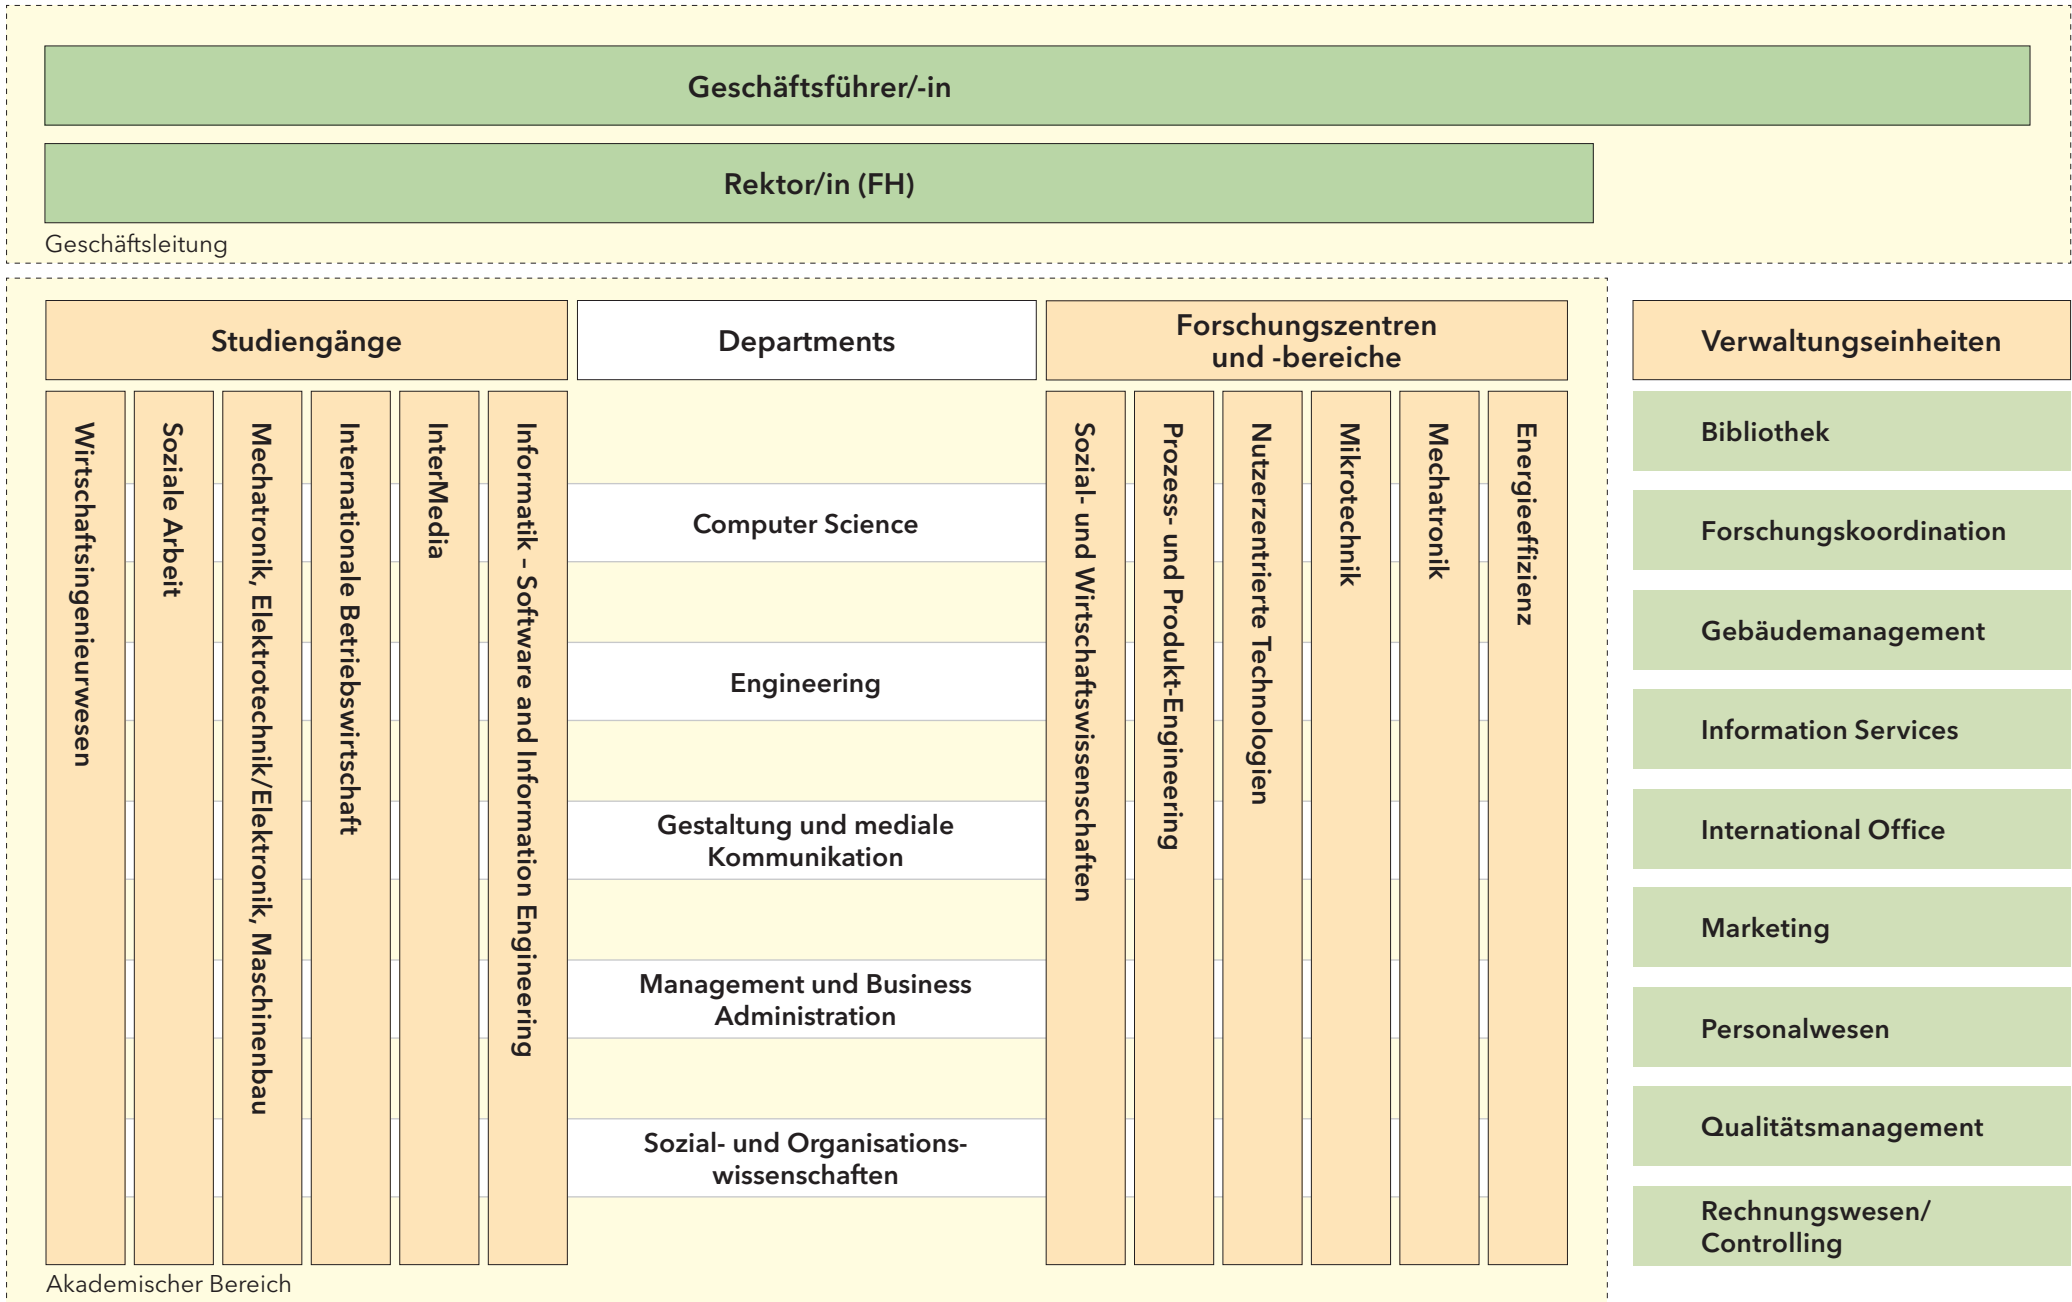 Geschäftsführer/-in
Rektor/in (FH)
Geschäftsleitung
Studiengänge
Wirtschaftsingenieurwesen
Soziale Arbeit
Mechatronik, Elektrotechnik/Elektronik, Maschinenbau
Internationale Betriebswirtschaft
InterMedia
Informatik – Software and Information Engineering
Departments
Computer Science
Engineering
Gestaltung und mediale
Kommunikation
Management und Business
Administration
Sozial- und Organisations-
wissenschaften
Forschungszentren
und -bereiche
Sozial- und Wirtschaftswissenschaften
Prozess- und Produkt-Engineering
Nutzerzentrierte Technologien
Mikrotechnik
Mechatronik
Energieeffizienz
Akademischer Bereich
Verwaltungseinheiten
Bibliothek
Forschungskoordination
Gebäudemanagement
Information Services
International Office
Marketing
Personalwesen
Qualitätsmanagement
Rechnungswesen/
Controlling